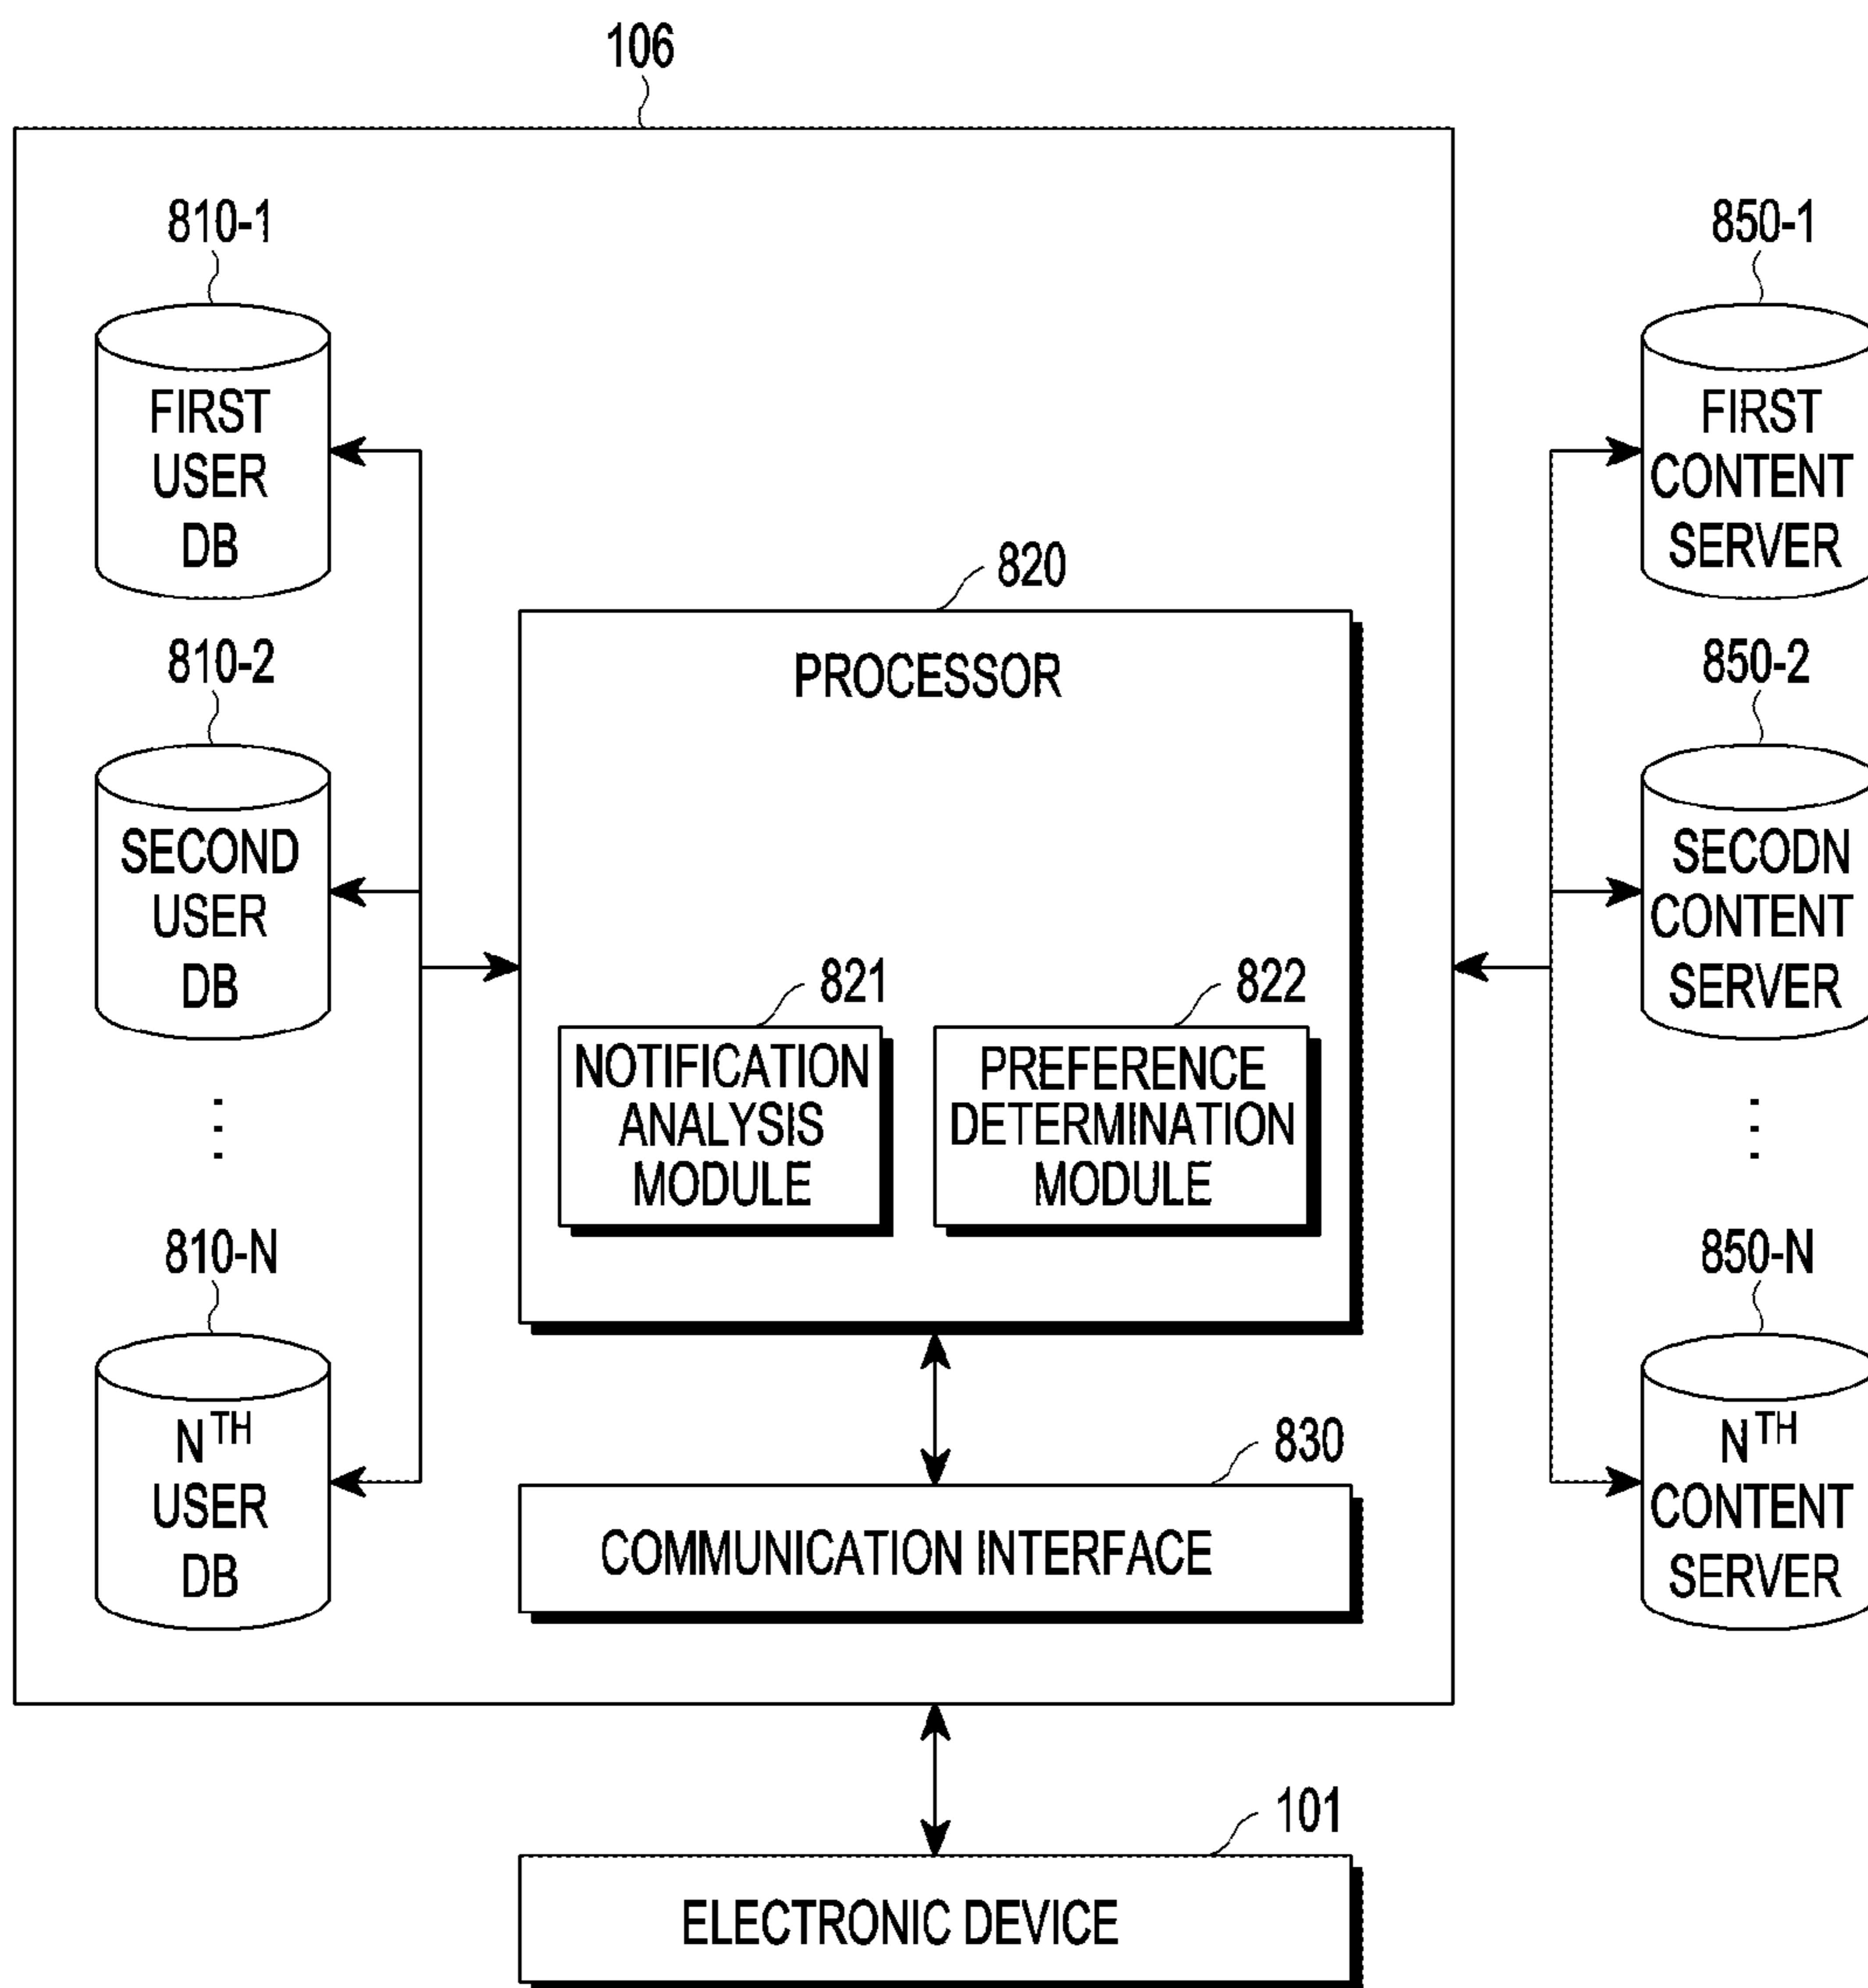 106
810-1
FIRST
USER
DB
810-2
SECOND
USER
DB
810-N
N^TH
USER
DB
820
PROCESSOR
821
NOTIFICATION
ANALYSIS
MODULE
822
PREFERENCE
DETERMINATION
MODULE
830
COMMUNICATION INTERFACE
850-1
FIRST
CONTENT
SERVER
850-2
SECODN
CONTENT
SERVER
850-N
N^TH
CONTENT
SERVER
101
ELECTRONIC DEVICE